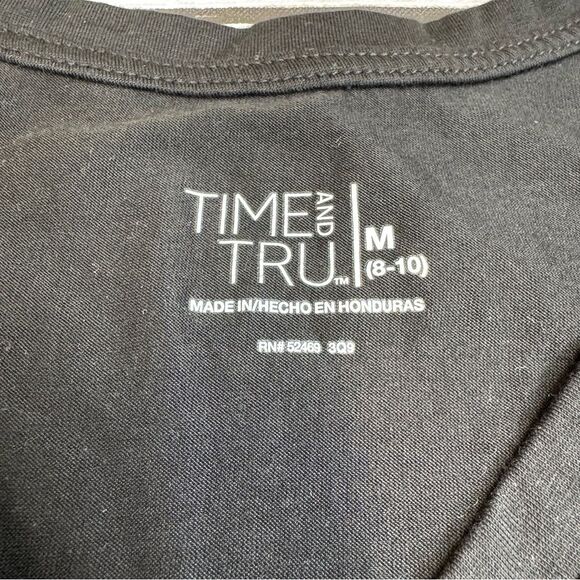 TIME AND
TRU™
M
(8-10)
MADE IN/HECHO EN HONDURAS
RN# 52469 3Q9